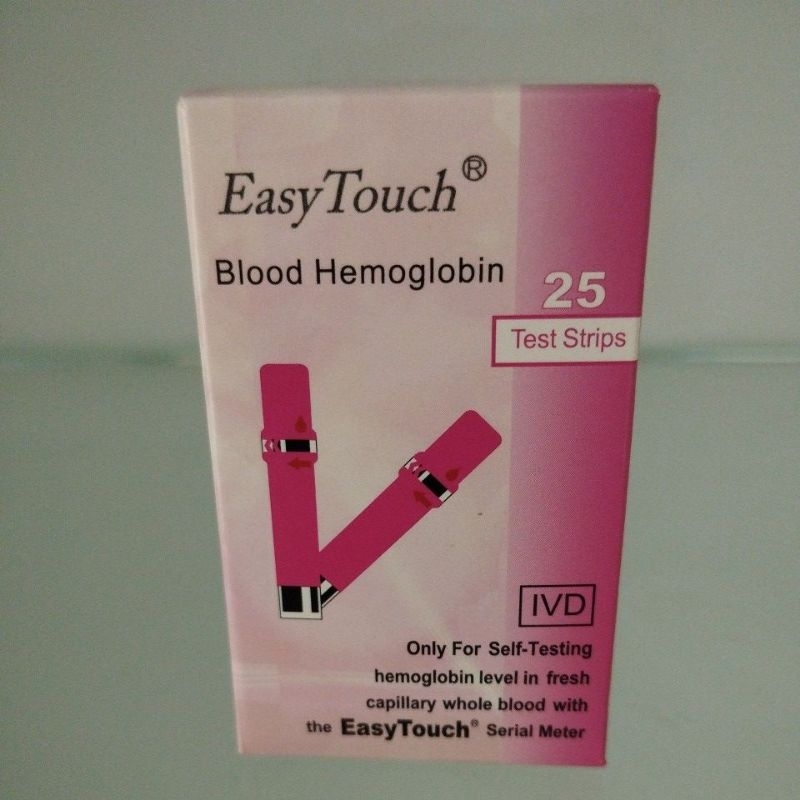 EasyTouch®
Blood Hemoglobin
25
Test Strips
IVD
Only For Self-Testing
hemoglobin level in fresh
capillary whole blood with
the EasyTouch® Serial Meter